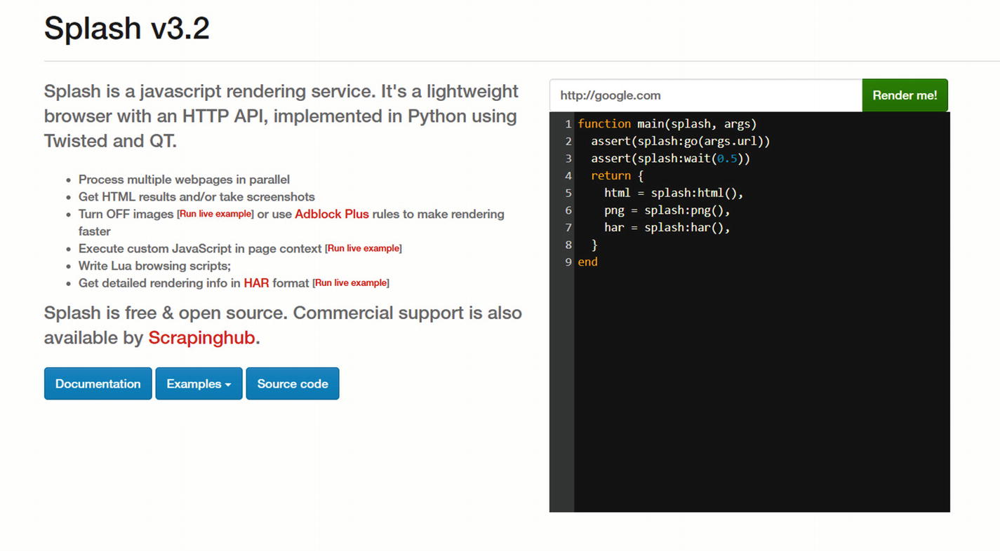 Splash v3.2
Splash is a javascript rendering service. It's a lightweight
browser with an HTTP API, implemented in Python using
Twisted and QT.
• Process multiple webpages in parallel
• Get HTML results and/or take screenshots
• Turn OFF images [Run live example] or use Adblock Plus rules to make rendering
faster
• Execute custom JavaScript in page context [Run live example]
• Write Lua browsing scripts;
• Get detailed rendering info in HAR format [Run live example]
Splash is free & open source. Commercial support is also
available by Scrapinghub.
Documentation Examples Source code
http://google.com Render me!
1 function main(splash, args)
2   assert(splash:go(args.url))
3   assert(splash:wait(0.5))
4   return {
5     html = splash:html(),
6     png = splash:png(),
7     har = splash:har(),
8   }
9 end